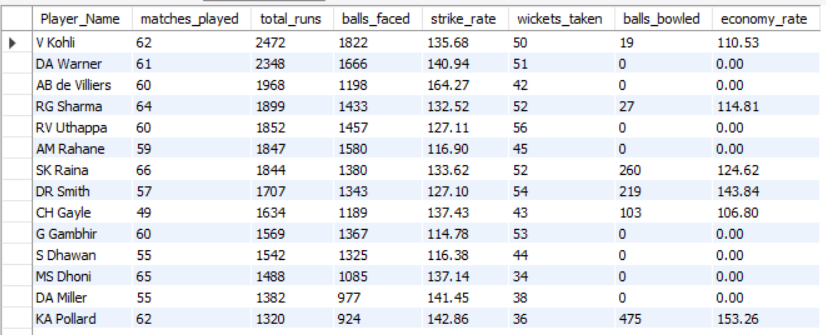 Player_Name matches_played total_runs balls_faced strike_rate wickets_taken balls_bowled economy_rate
V Kohli 62 2472 1822 135.68 50 19 110.53
DA Warner 61 2348 1666 140.94 51 0 0.00
AB de Villiers 60 1968 1198 164.27 42 0 0.00
RG Sharma 64 1899 1433 132.52 52 27 114.81
RV Uthappa 60 1852 1457 127.11 56 0 0.00
AM Rahane 59 1847 1580 116.90 45 0 0.00
SK Raina 66 1844 1380 133.62 52 260 124.62
DR Smith 57 1707 1343 127.10 54 219 143.84
CH Gayle 49 1634 1189 137.43 43 103 106.80
G Gambhir 60 1569 1367 114.78 53 0 0.00
S Dhawan 55 1542 1325 116.38 44 0 0.00
MS Dhoni 65 1488 1085 137.14 34 0 0.00
DA Miller 55 1382 977 141.45 38 0 0.00
KA Pollard 62 1320 924 142.86 36 475 153.26